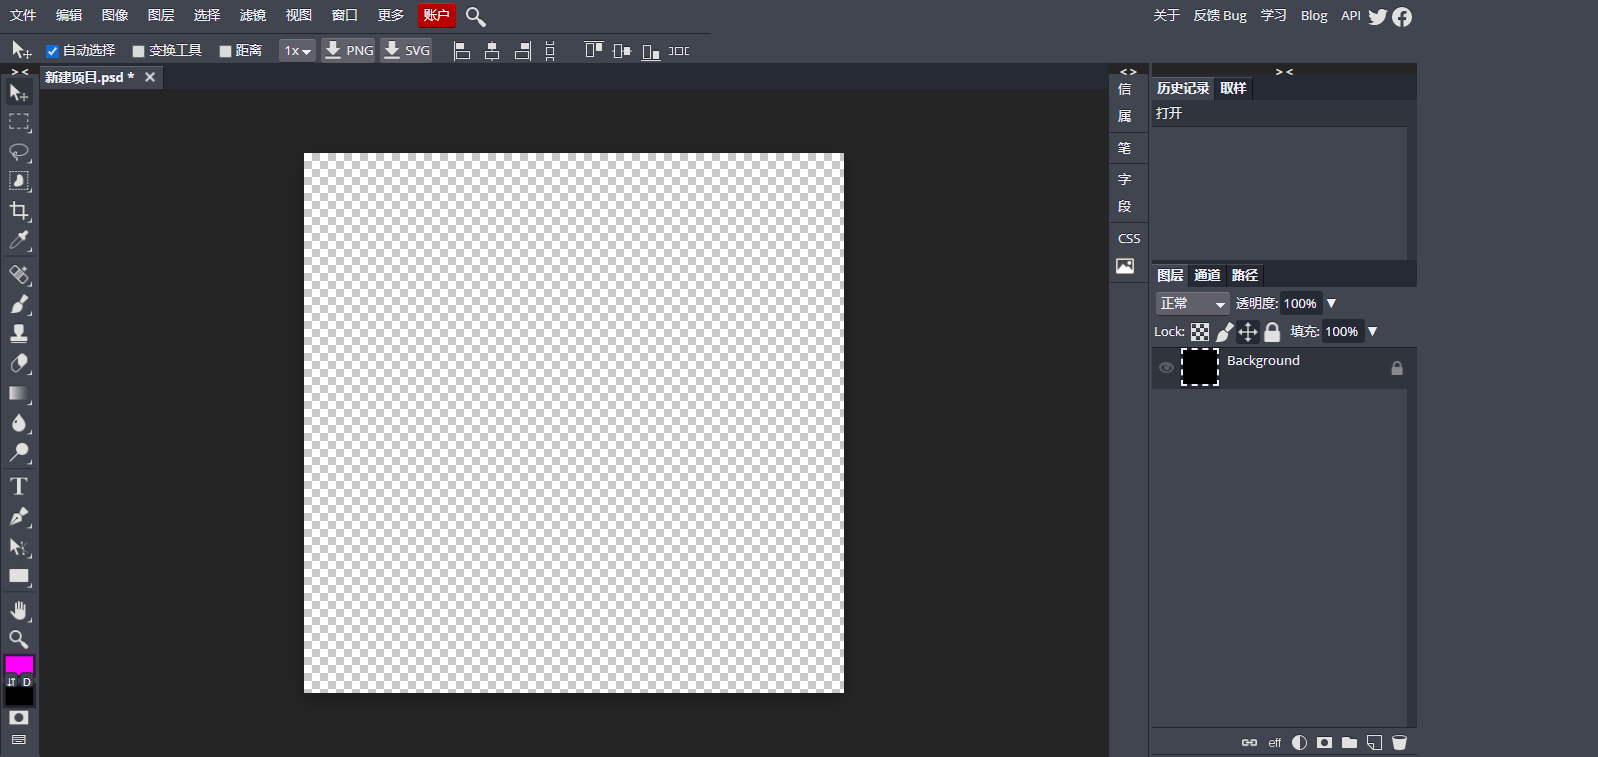 文件 编辑 图像 图层 选择 滤镜 视图 窗口 更多 账户 关于 反馈 Bug 学习 Blog API
自动选择 变换工具 距离 1x PNG SVG
> < < > > <
新建项目.psd * 信 历史记录 取样
打开
属
笔
字
段
CSS
图层 通道 路径
正常 透明度: 100%
Lock: 填充: 100%
Background
D
eff